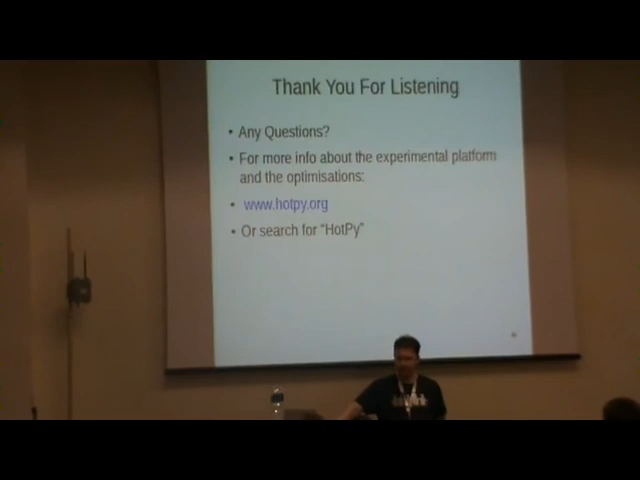 Thank You For Listening
• Any Questions?
• For more info about the experimental platform
and the optimisations:
• www.hotpy.org
• Or search for "HotPy"